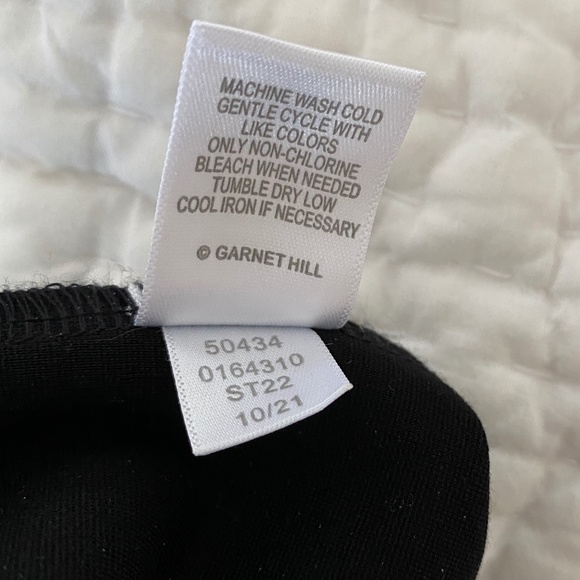 MACHINE WASH COLD
GENTLE CYCLE WITH
LIKE COLORS
ONLY NON-CHLORINE
BLEACH WHEN NEEDED
TUMBLE DRY LOW
COOL IRON IF NECESSARY
© GARNET HILL
50434
0164310
ST22
10/21